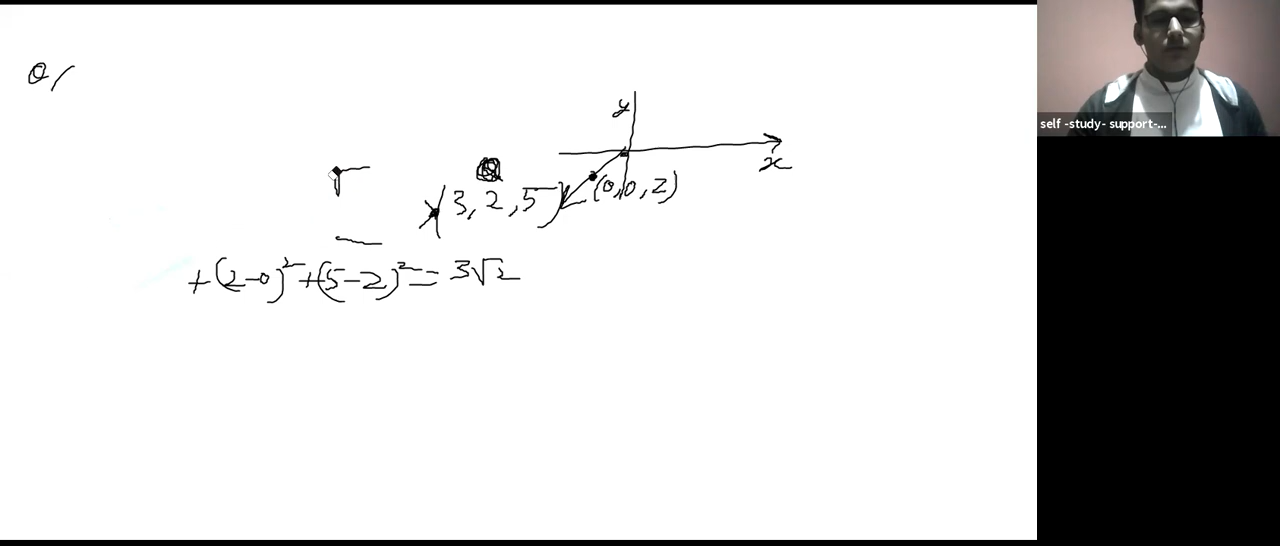 Q/
y
x
(3, 2, 5)
z
(0, 0, 2)
+(2-0)²+(5-2)²=3√2
self -study- support-...